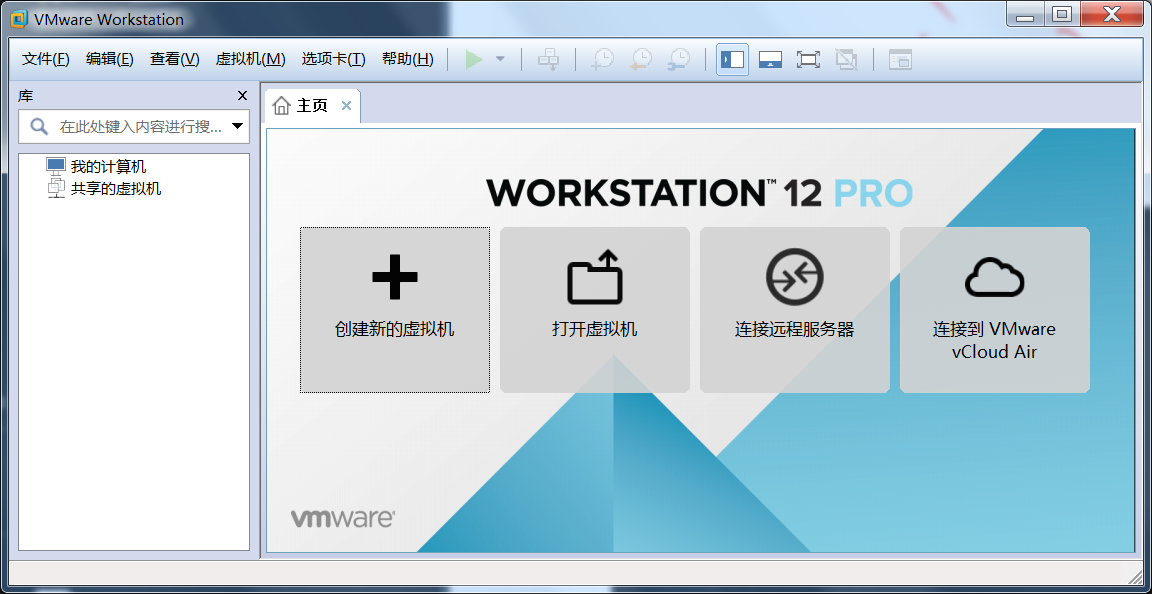 VMware Workstation
文件(F) 编辑(E) 查看(V) 虚拟机(M) 选项卡(T) 帮助(H)
库
在此处键入内容进行搜...
我的计算机
共享的虚拟机
主页
WORKSTATION™ 12 PRO
创建新的虚拟机
打开虚拟机
连接远程服务器
连接到 VMware
vCloud Air
vmware®